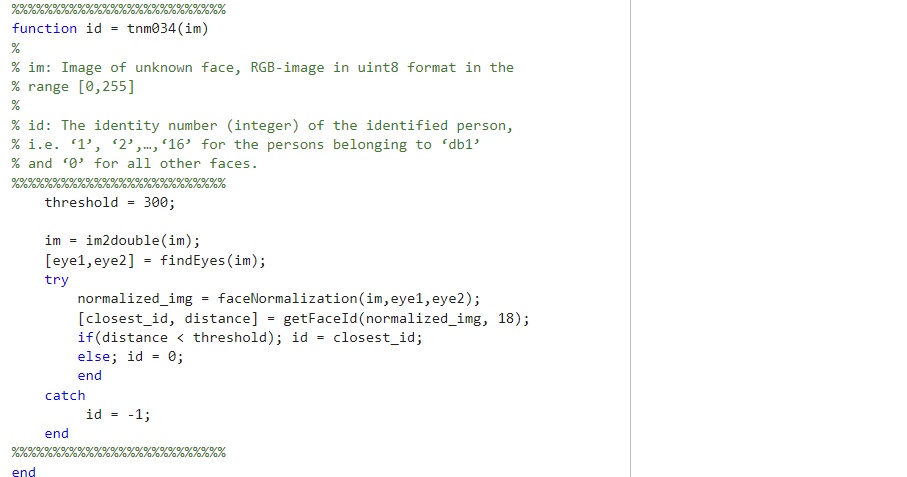 %%%%%%%%%%%%%%%%%%%%%%%%%%
function id = tnm034(im)
%
% im: Image of unknown face, RGB-image in uint8 format in the
% range [0,255]
%
% id: The identity number (integer) of the identified person,
% i.e. ‘1’, ‘2’,…,‘16’ for the persons belonging to ‘db1’
% and ‘0’ for all other faces.
%%%%%%%%%%%%%%%%%%%%%%%%%%
threshold = 300;
im = im2double(im);
[eye1,eye2] = findEyes(im);
try
normalized_img = faceNormalization(im,eye1,eye2);
[closest_id, distance] = getFaceId(normalized_img, 18);
if(distance < threshold); id = closest_id;
else; id = 0;
end
catch
id = -1;
end
%%%%%%%%%%%%%%%%%%%%%%%%%%
end